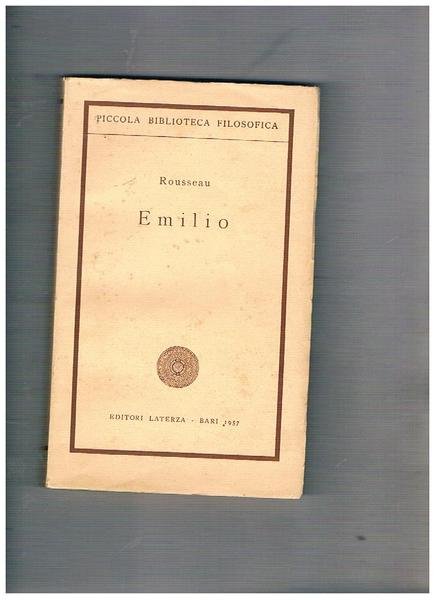 PICCOLA BIBLIOTECA FILOSOFICA
Rousseau
Emilio
EDITORI LATERZA - BARI 1957